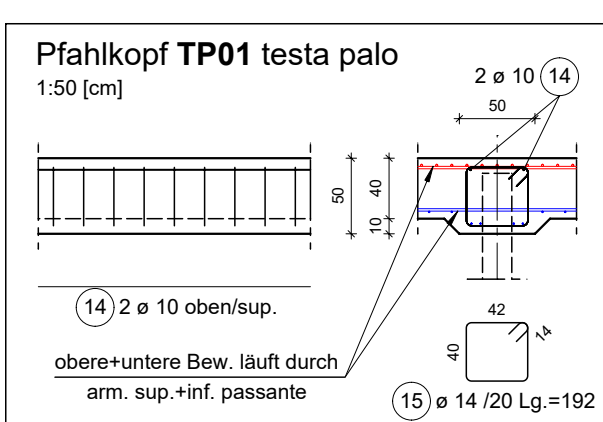 Pfahlkopf TP01 testa palo
1:50 [cm]
2 ø 10 14
50
50
40
10
14 2 ø 10 oben/sup.
obere+untere Bew. läuft durch
arm. sup.+inf. passante
42
14
40
15 ø 14 /20 Lg.=192